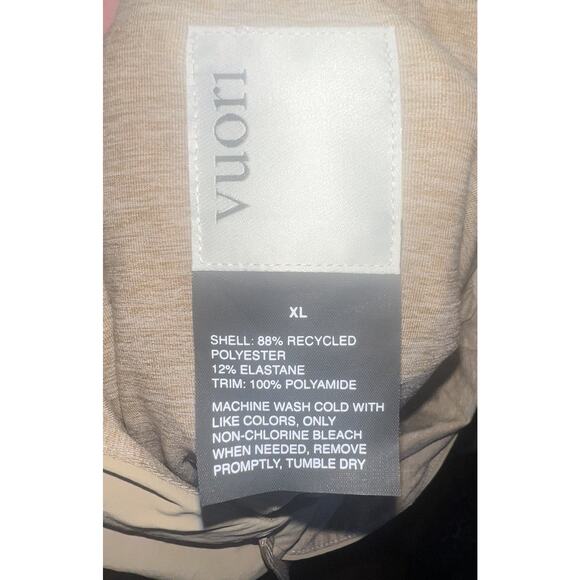 vuori
XL
SHELL: 88% RECYCLED
POLYESTER
12% ELASTANE
TRIM: 100% POLYAMIDE
MACHINE WASH COLD WITH
LIKE COLORS, ONLY
NON-CHLORINE BLEACH
WHEN NEEDED, REMOVE
PROMPTLY, TUMBLE DRY